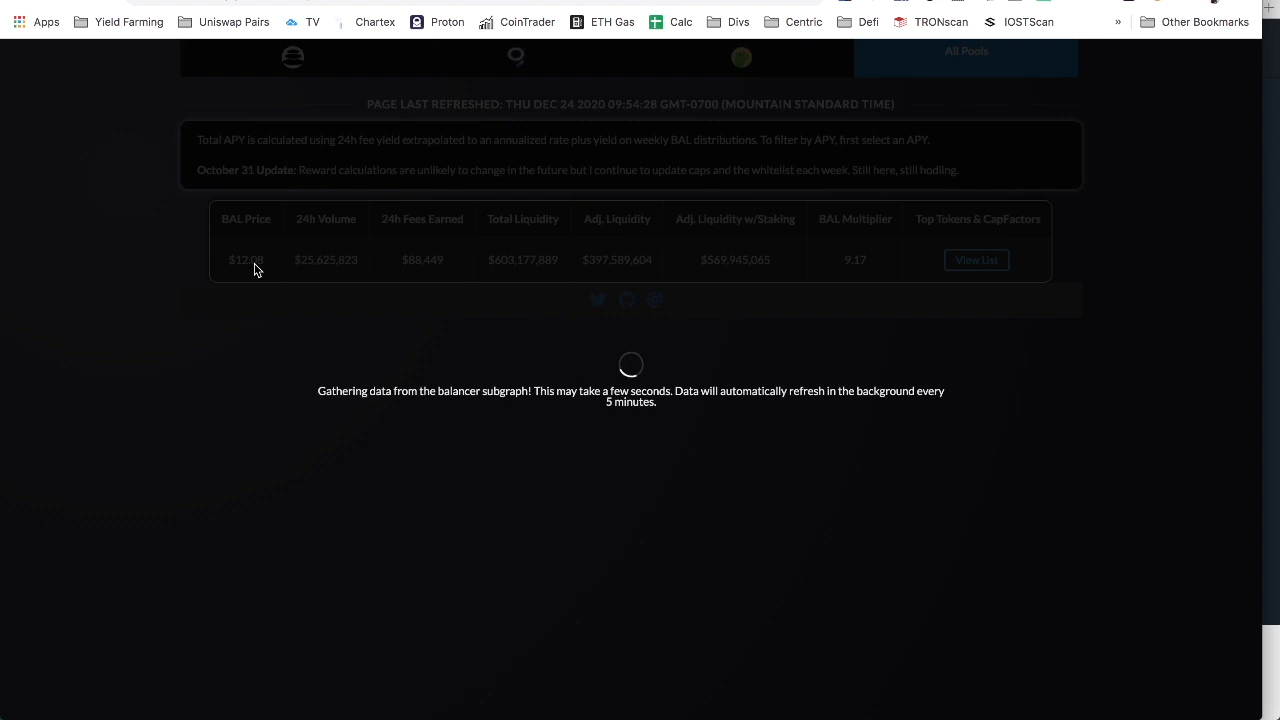 Apps Yield Farming Uniswap Pairs TV Chartex Proton CoinTrader ETH Gas Calc Divs Centric Defi TRONscan IOSTScan » Other Bookmarks
All Pools
PAGE LAST REFRESHED: THU DEC 24 2020 09:54:28 GMT-0700 (MOUNTAIN STANDARD TIME)
Total APY is calculated using 24h fee yield extrapolated to an annualized rate plus yield on weekly BAL distributions. To filter by APY, first select an APY.
October 31 Update: Reward calculations are unlikely to change in the future but I continue to update caps and the whitelist each week. Still here, still hodling.
BAL Price 24h Volume 24h Fees Earned Total Liquidity Adj. Liquidity Adj. Liquidity w/Staking BAL Multiplier Top Tokens & CapFactors
$25,625,823 $88,449 $603,177,889 $397,589,604 $569,945,065 9.17 View List
Gathering data from the balancer subgraph! This may take a few seconds. Data will automatically refresh in the background every
5 minutes.